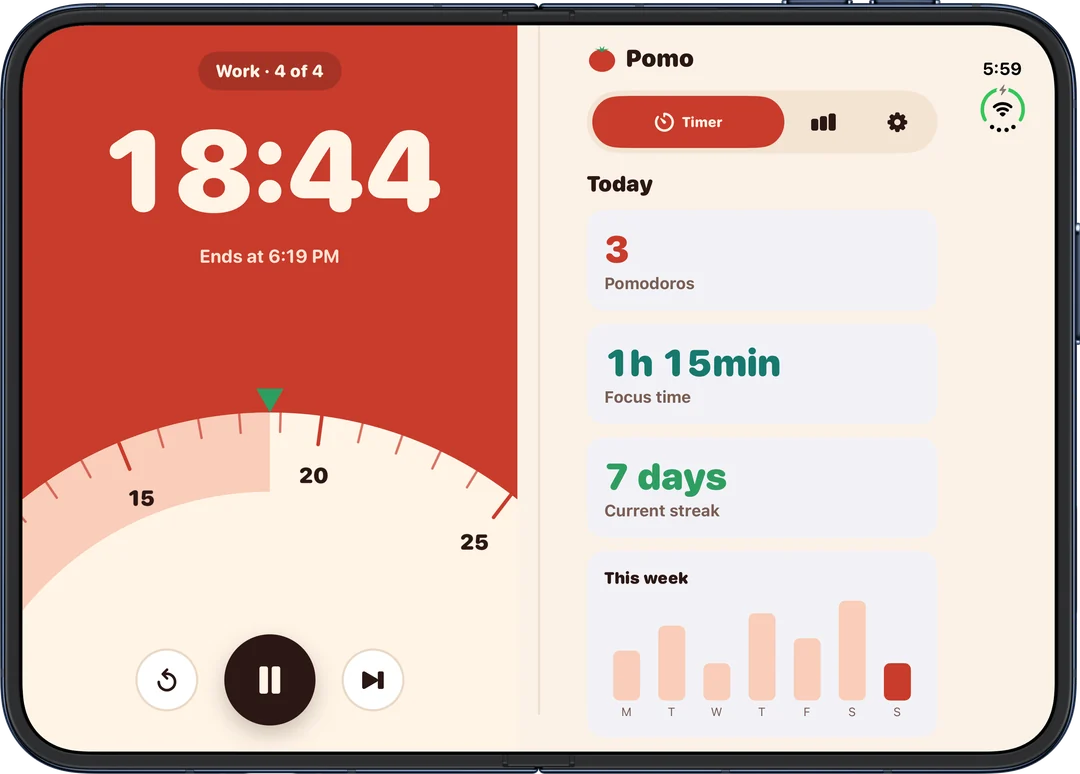 Work · 4 of 4
18:44
Ends at 6:19 PM
15
20
25
Pomo
5:59
Timer
Today
3
Pomodoros
1h 15min
Focus time
7 days
Current streak
This week
M T W T F S S